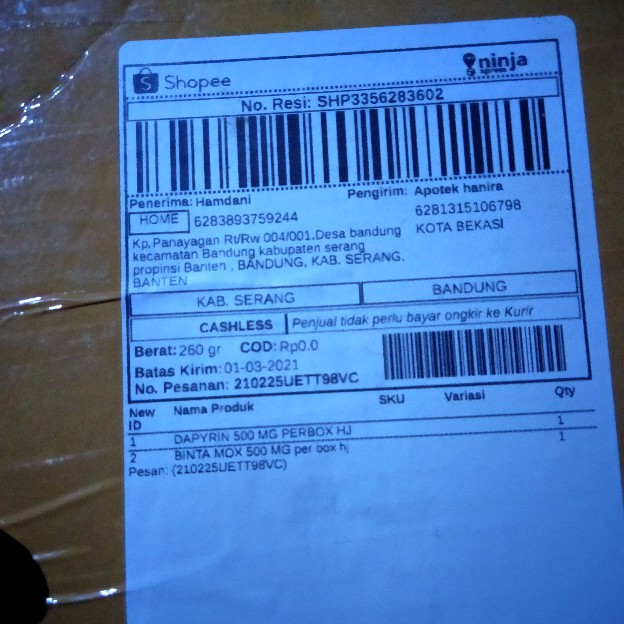 Shopee
ninja
xpress
No. Resi: SHP3356283602
Penerima: Hamdani
Pengirim: Apotek hanira
HOME 6283893759244
6281315106798
KOTA BEKASI
Kp.Panayagan Rt/Rw 004/001.Desa bandung
kecamatan Bandung kabupaten serang
propinsi Banten , BANDUNG, KAB. SERANG,
BANTEN
KAB. SERANG BANDUNG
CASHLESS Penjual tidak perlu bayar ongkir ke Kurir
Berat: 260 gr COD: Rp0.0
Batas Kirim: 01-03-2021
No. Pesanan: 210225UETT98VC
New ID Nama Produk SKU Variasi Qty
1 DAPYRIN 500 MG PERBOX HJ 1
2 BINTA MOX 500 MG per box hj 1
Pesan: (210225UETT98VC)